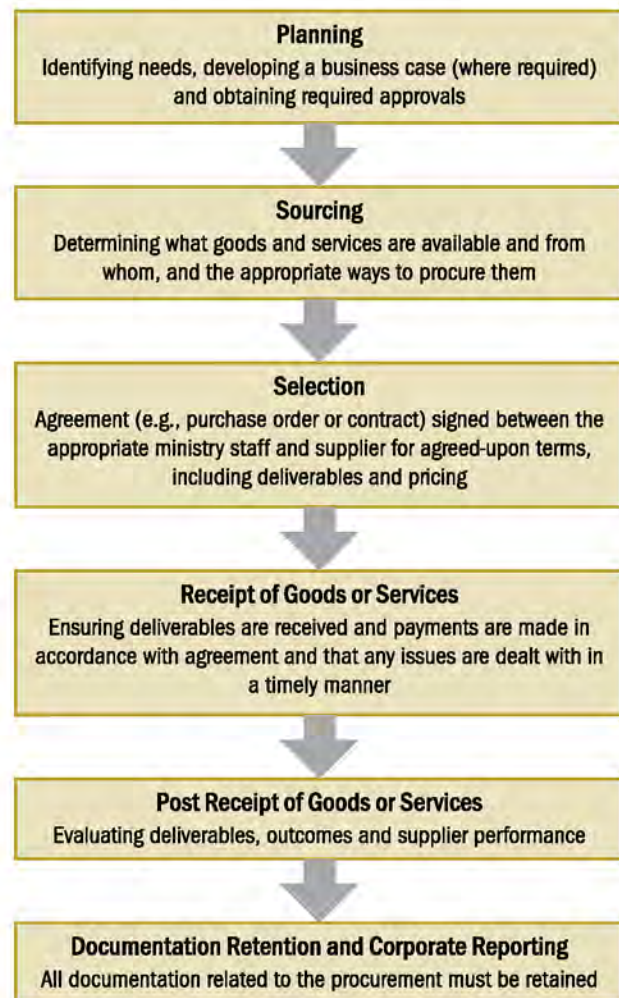 Planning
Identifying needs, developing a business case (where required)
and obtaining required approvals
Sourcing
Determining what goods and services are available and from
whom, and the appropriate ways to procure them
Selection
Agreement (e.g., purchase order or contract) signed between the
appropriate ministry staff and supplier for agreed-upon terms,
including deliverables and pricing
Receipt of Goods or Services
Ensuring deliverables are received and payments are made in
accordance with agreement and that any issues are dealt with in
a timely manner
Post Receipt of Goods or Services
Evaluating deliverables, outcomes and supplier performance
Documentation Retention and Corporate Reporting
All documentation related to the procurement must be retained